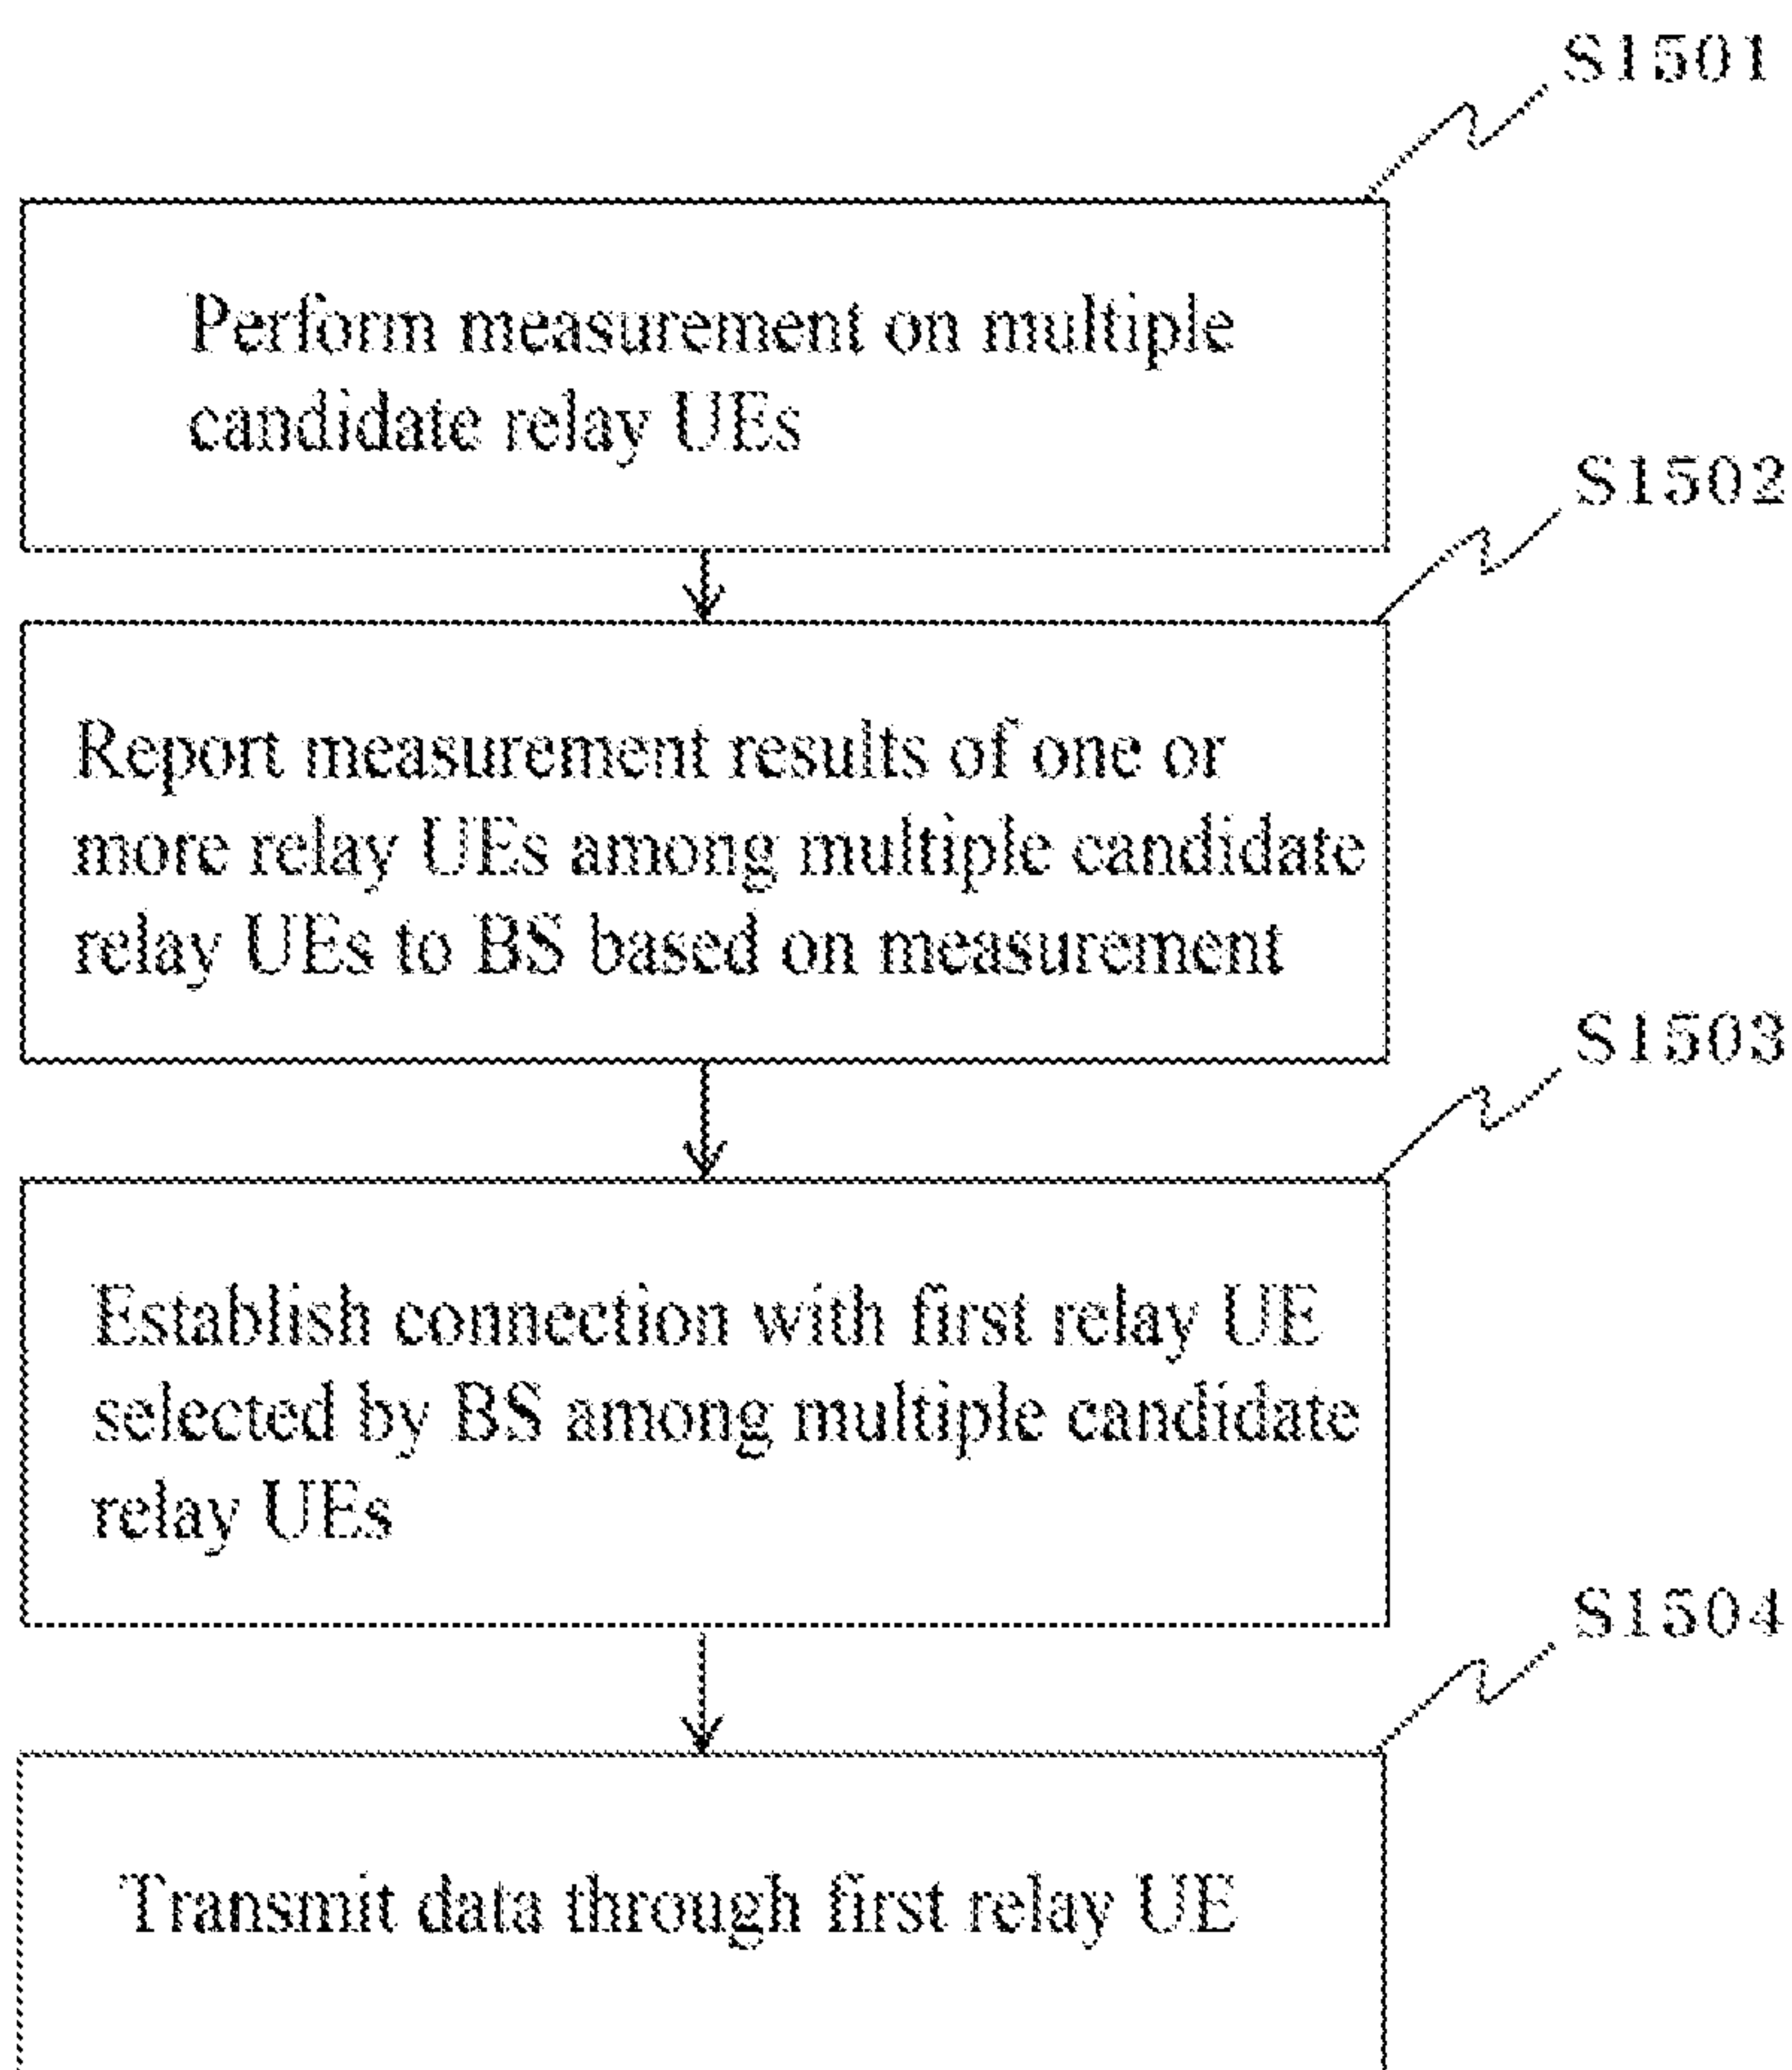 S1501
Perform measurement on multiple
candidate relay UEs
S1502
Report measurement results of one or
more relay UEs among multiple candidate
relay UEs to BS based on measurement
S1503
Establish connection with first relay UE
selected by BS among multiple candidate
relay UEs
S1504
Transmit data through first relay UE